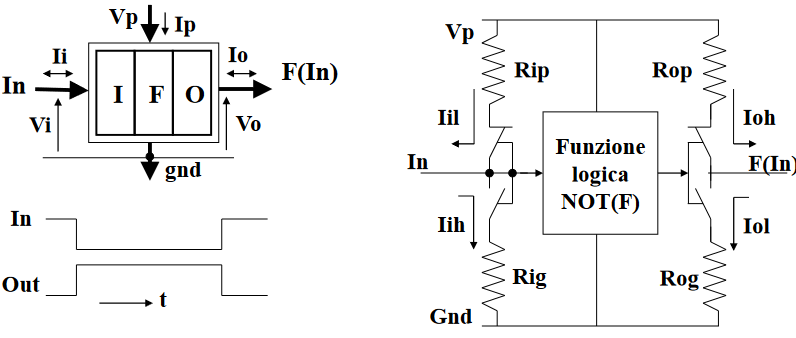 Vp
Ip
Ii
Io
In
I
F
O
F(In)
Vi
Vo
gnd
In
Out
t
Vp
Rip
Rop
Iil
Ioh
In
Funzione
logica
NOT(F)
F(In)
Iih
Iol
Rig
Rog
Gnd